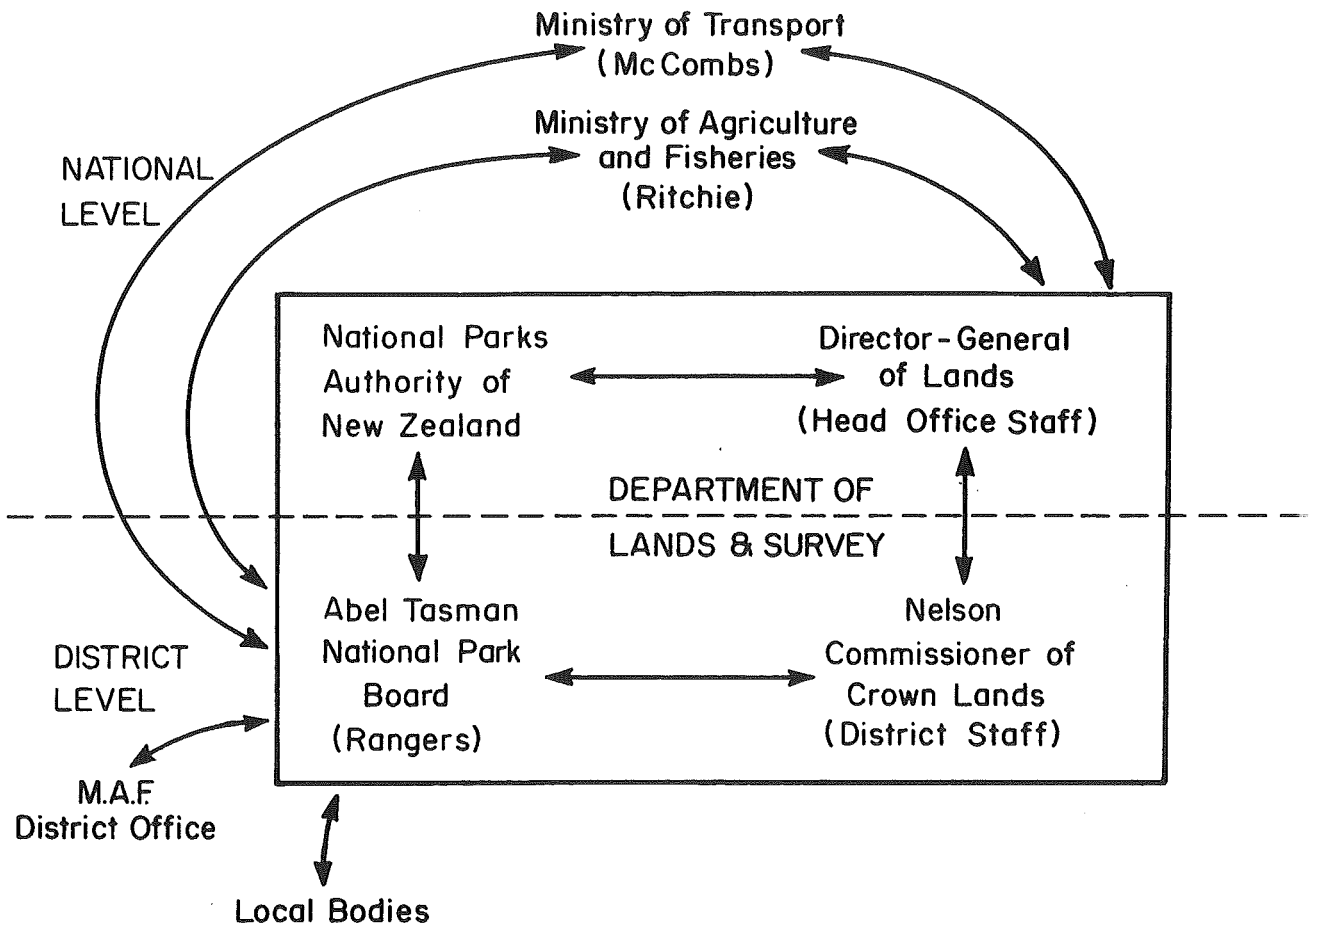 Ministry of Transport
(McCombs)
Ministry of Agriculture
and Fisheries
(Ritchie)
NATIONAL
LEVEL
National Parks
Authority of
New Zealand
Director-General
of Lands
(Head Office Staff)
DEPARTMENT OF
LANDS & SURVEY
Abel Tasman
National Park
Board
(Rangers)
Nelson
Commissioner of
Crown Lands
(District Staff)
DISTRICT
LEVEL
M.A.F.
District Office
Local Bodies